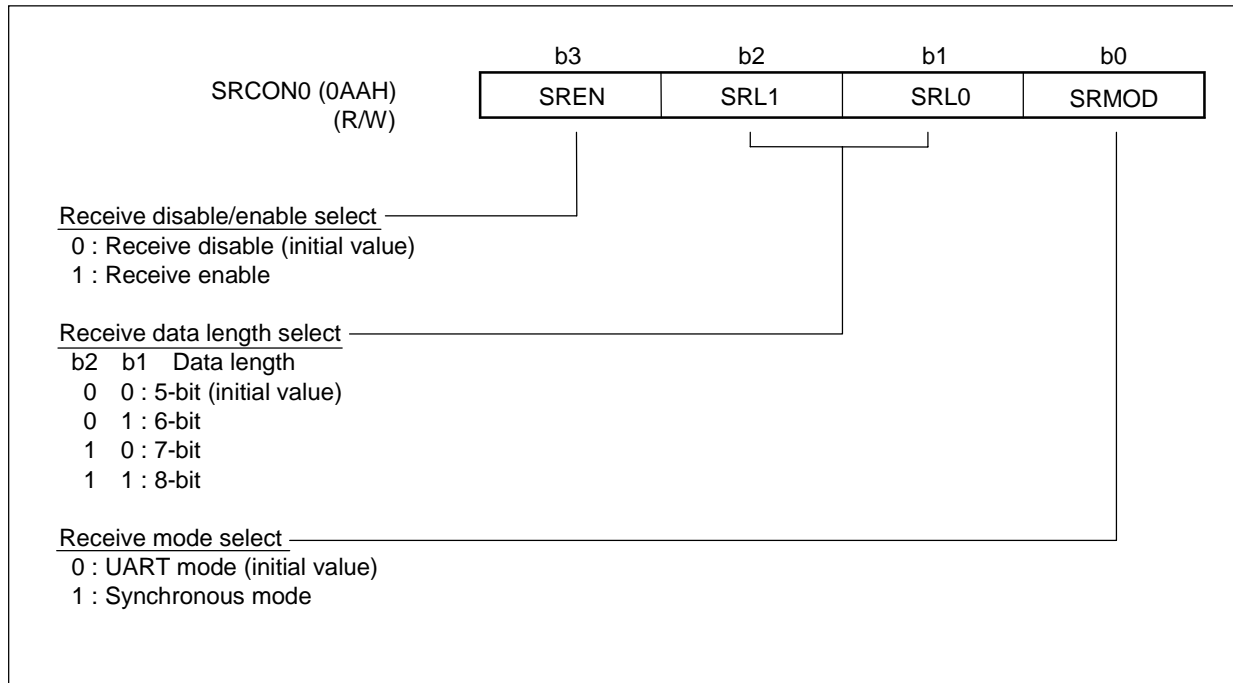 b3 b2 b1 b0
SRCON0 (0AAH) SREN SRL1 SRL0 SRMOD
(R/W)
Receive disable/enable select
0 : Receive disable (initial value)
1 : Receive enable
Receive data length select
b2 b1 Data length
0 0 : 5-bit (initial value)
0 1 : 6-bit
1 0 : 7-bit
1 1 : 8-bit
Receive mode select
0 : UART mode (initial value)
1 : Synchronous mode